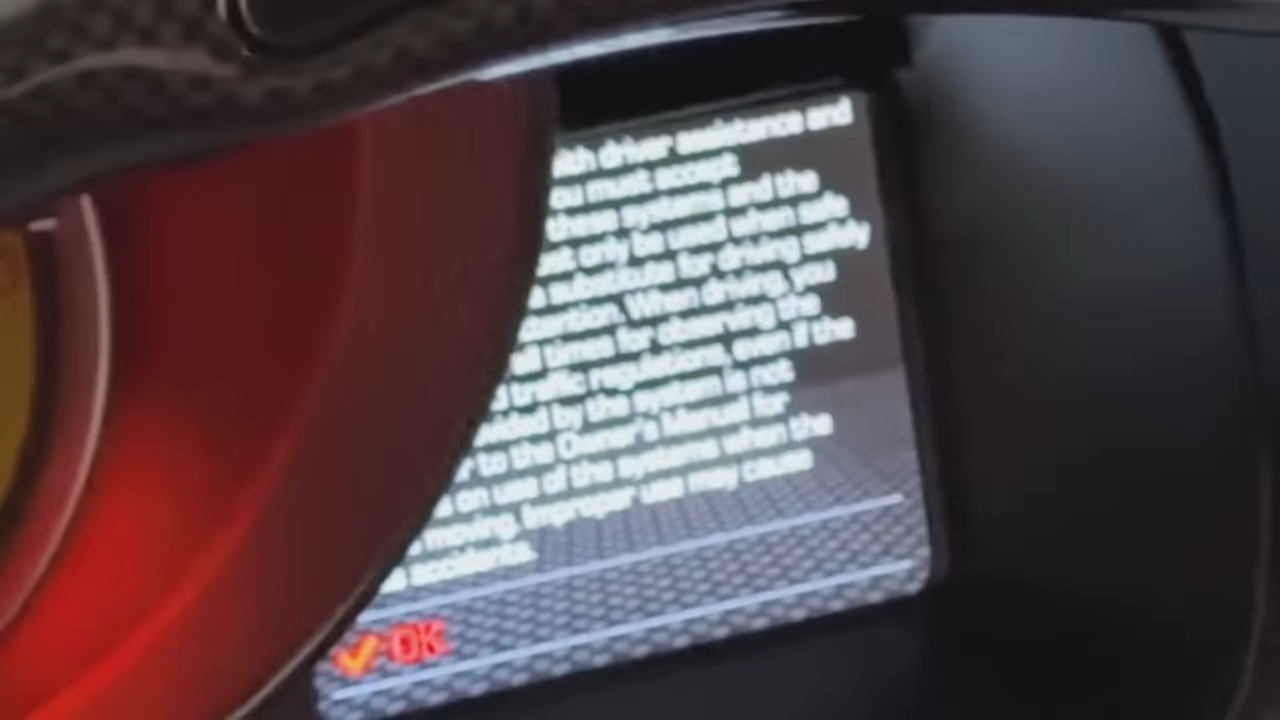 ith driver assistance and
ou must accept
these systems and the
ust only be used when safe
a substitute for driving safely
ttention. When driving, you
all times for observing the
d traffic regulations, even if the
ovided by the system is not
r to the Owner's Manual for
on use of the systems when the
moving. Improper use may cause
accidents.
OK